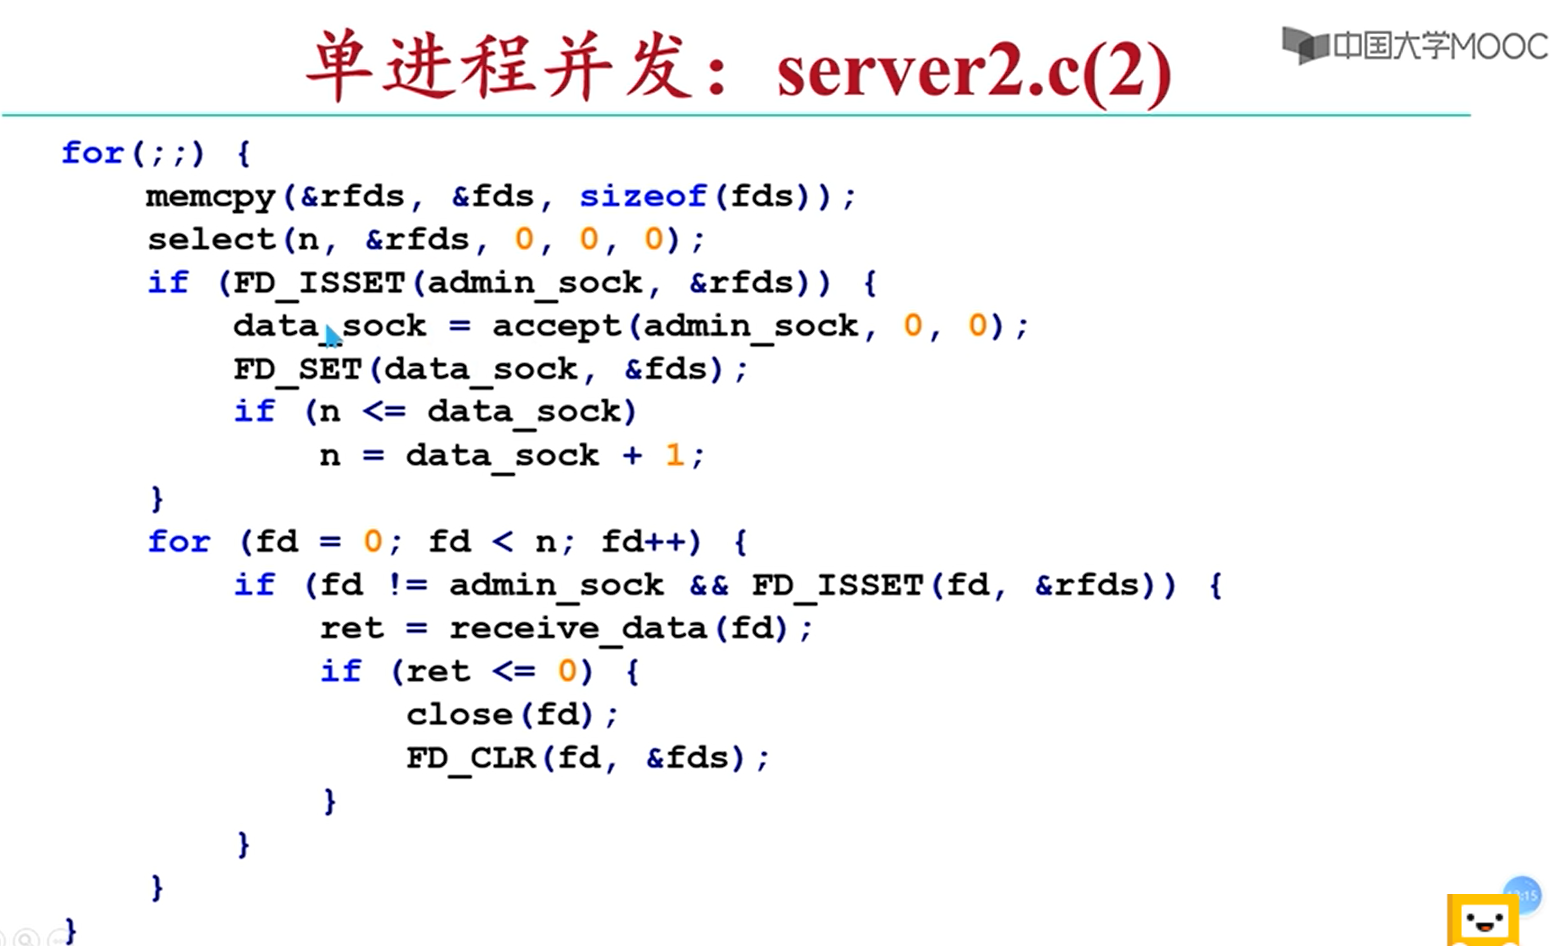 单进程并发：server2.c(2)
中国大学MOOC
for(;;) {
memcpy(&rfds, &fds, sizeof(fds));
select(n, &rfds, 0, 0, 0);
if (FD_ISSET(admin_sock, &rfds)) {
data_sock = accept(admin_sock, 0, 0);
FD_SET(data_sock, &fds);
if (n <= data_sock)
n = data_sock + 1;
}
for (fd = 0; fd < n; fd++) {
if (fd != admin_sock && FD_ISSET(fd, &rfds)) {
ret = receive_data(fd);
if (ret <= 0) {
close(fd);
FD_CLR(fd, &fds);
}
}
}
}